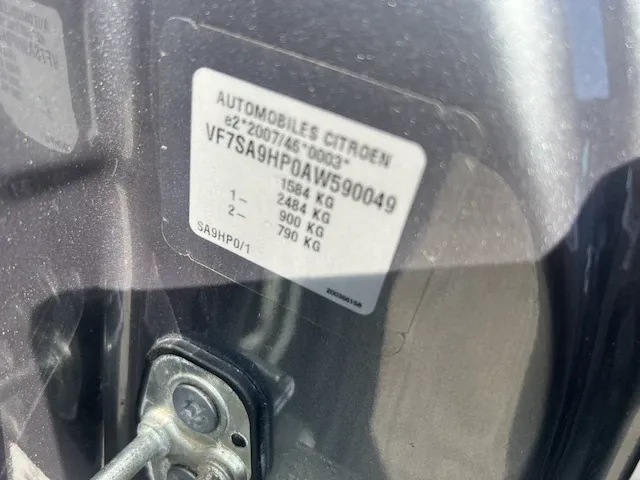 AUTOMOBILES CITROEN
e2*2007/46*0003*
VF7SA9HP0AW590049
1584 KG
1- 2484 KG
2- 900 KG
790 KG
SA9HP0/1